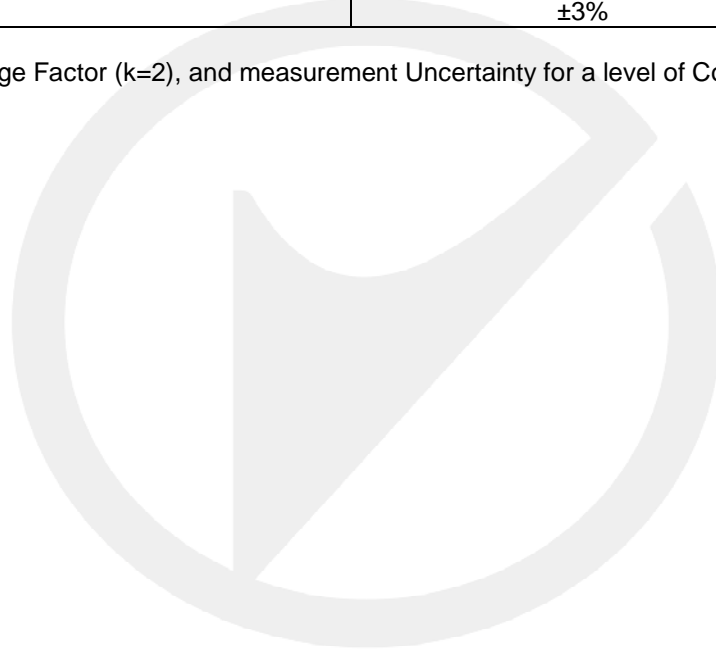 ±3%
ge Factor (k=2), and measurement Uncertainty for a level of Co